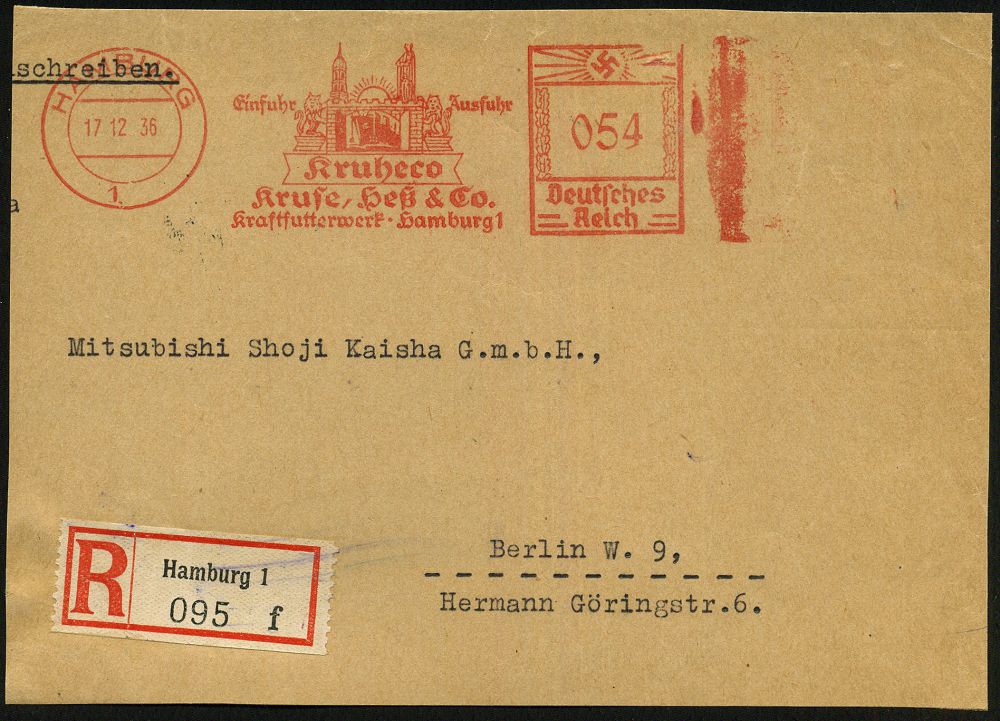 nschreiben.
HAMBURG
17 12 36
1
Einfuhr Ausfuhr
Kruheco
Kruse, Heß & Co.
Kraftfutterwerk · Hamburg 1
054
Deutsches
Reich
a
Mitsubishi Shoji Kaisha G.m.b.H.,
Berlin W. 9,
Hermann Göringstr.6.
R
Hamburg 1
095 f